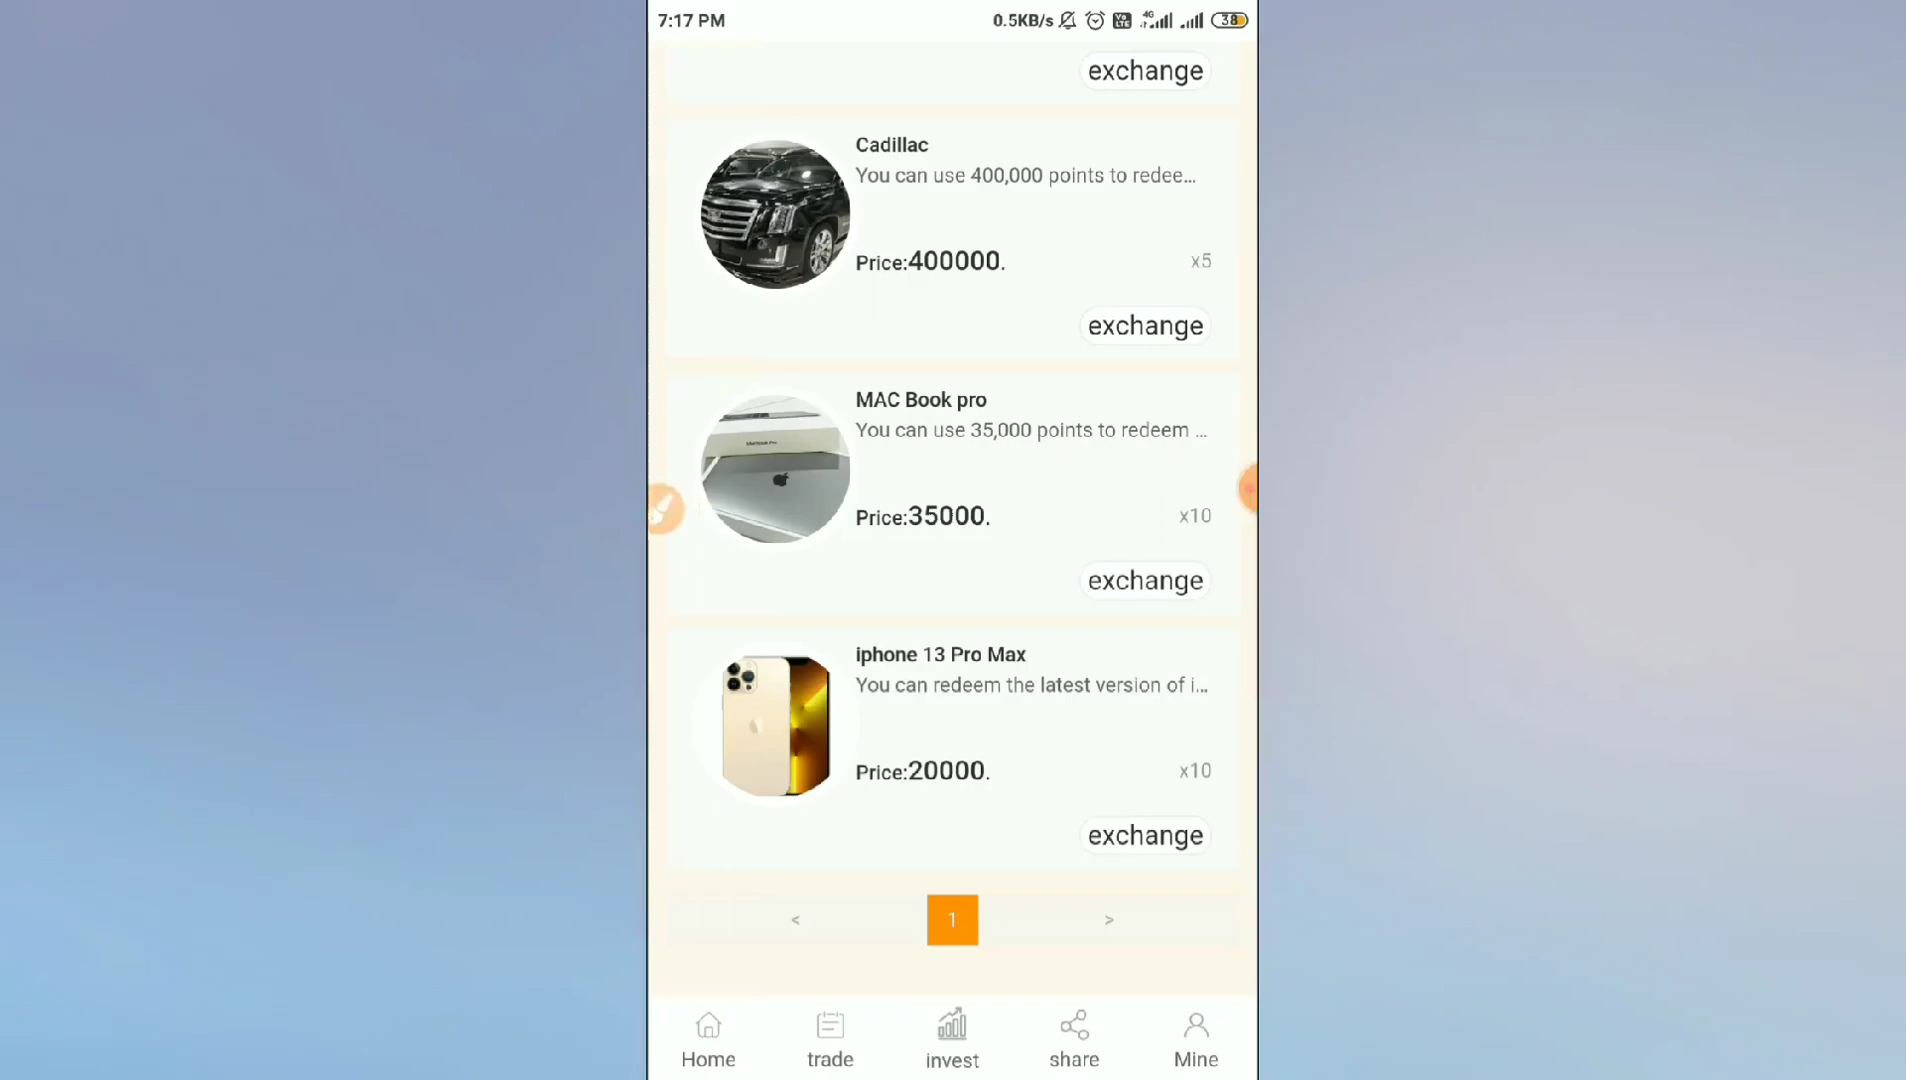 7:17 PM
0.5KB/s 4G 38
exchange
Cadillac
You can use 400,000 points to redee...
Price:400000.
x5
exchange
MAC Book pro
You can use 35,000 points to redeem ...
Price:35000.
x10
exchange
iphone 13 Pro Max
You can redeem the latest version of i...
Price:20000.
x10
exchange
< 1 >
Home trade invest share Mine